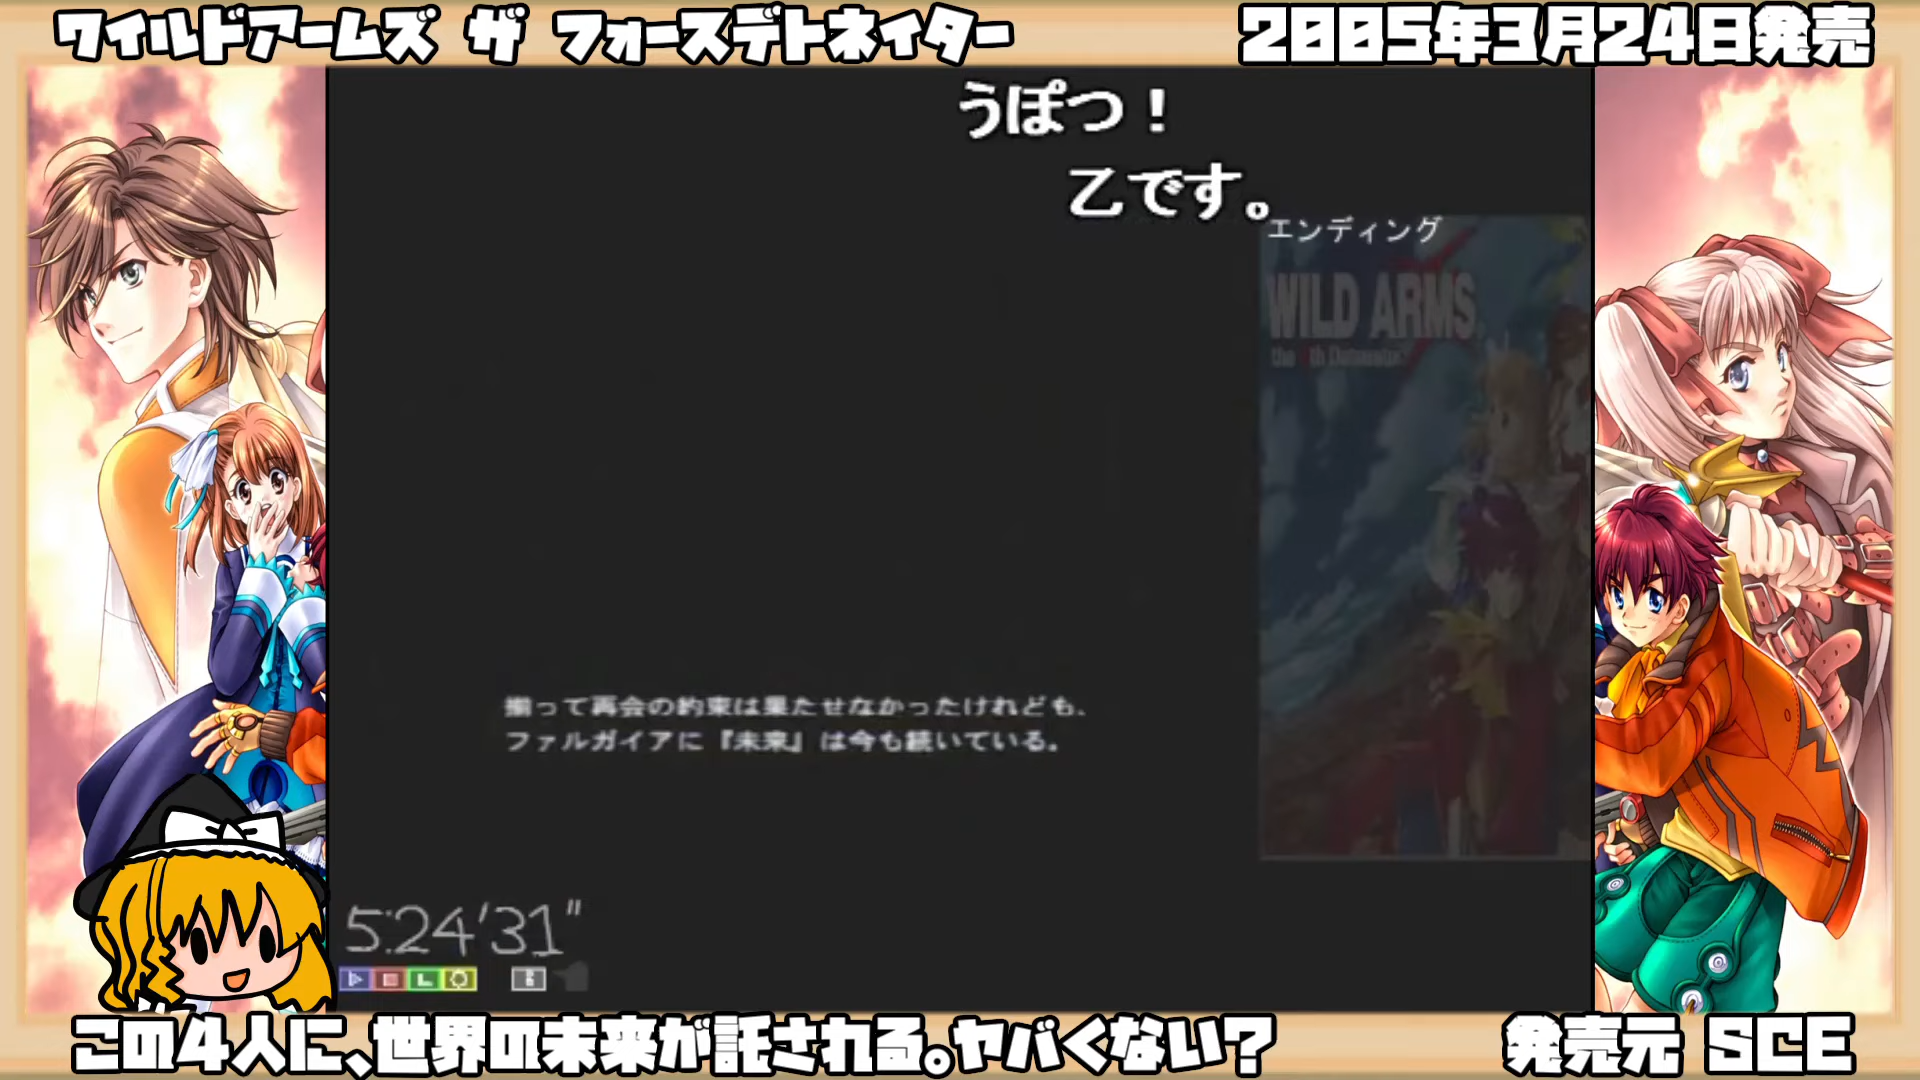 ワイルドアームズ ザ フォースデトネイター
2005年3月24日発売
うぽつ！
乙です。
エンディング
WILD ARMS
the 4th Detonator
揃って再会の約束は果たせなかったけれども、
ファルガイアに『未来』は今も続いている。
5:24'31"
この4人に、世界の未来が託される。ヤバくない？
発売元 SCE